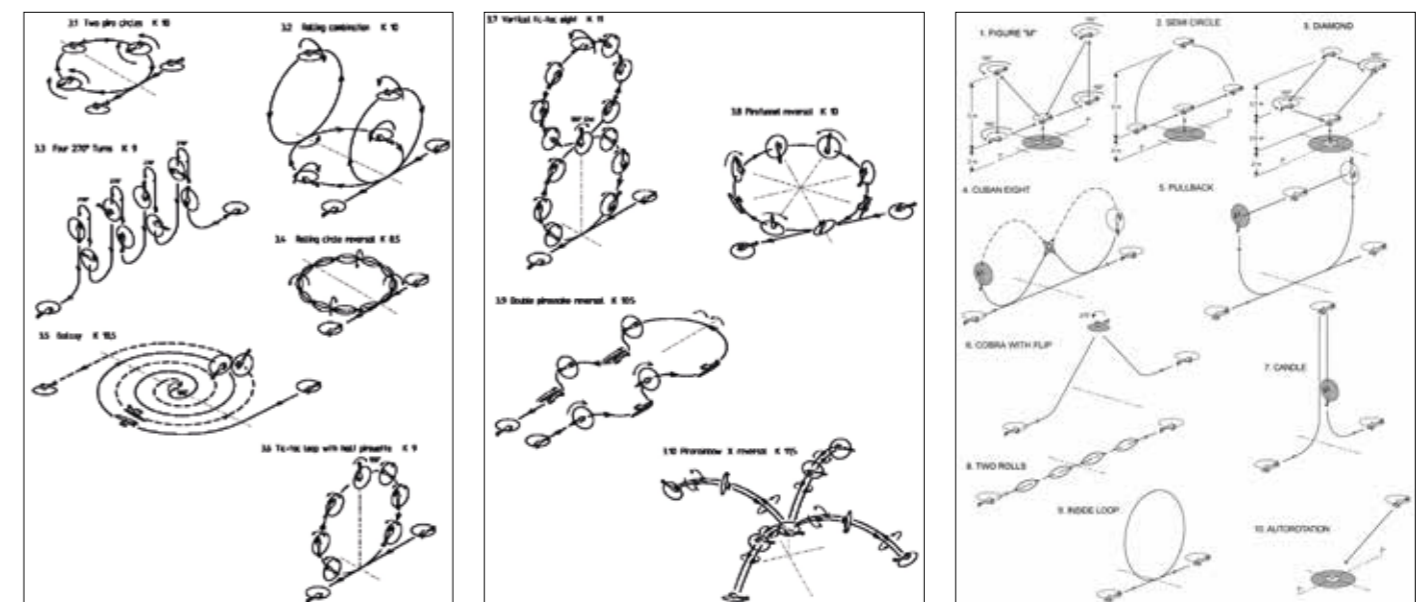 3.1 Two piro circles K 10
3.2 Rolling combination K 10
3.3 Four 270° Turns K 9
3.4 Rolling circle reversal K 8.5
3.5 Galaxy K 10.5
3.6 Tic-toc loop with half pirouette K 9
180°
3.7 Vertical tic-toc eight K 11
3.8 Pirofunnel reversal K 10
3.9 Double piroswake reversal K 10.5
3.10 Pirorainbow X reversal K 11.5
1. FIGURE "M"
2. SEMI CIRCLE
3. DIAMOND
4. CUBAN EIGHT
5. PULLBACK
6. COBRA WITH FLIP
7. CANDLE
8. TWO ROLLS
9. INSIDE LOOP
10. AUTOROTATION